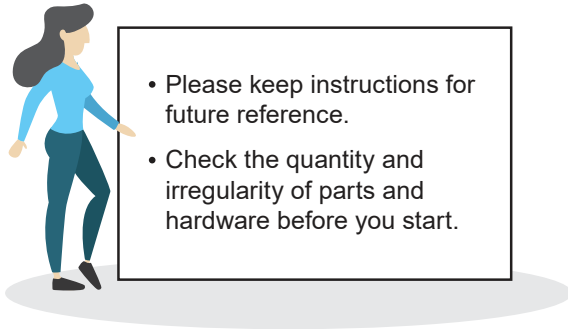 • Please keep instructions for
future reference.
• Check the quantity and
irregularity of parts and
hardware before you start.